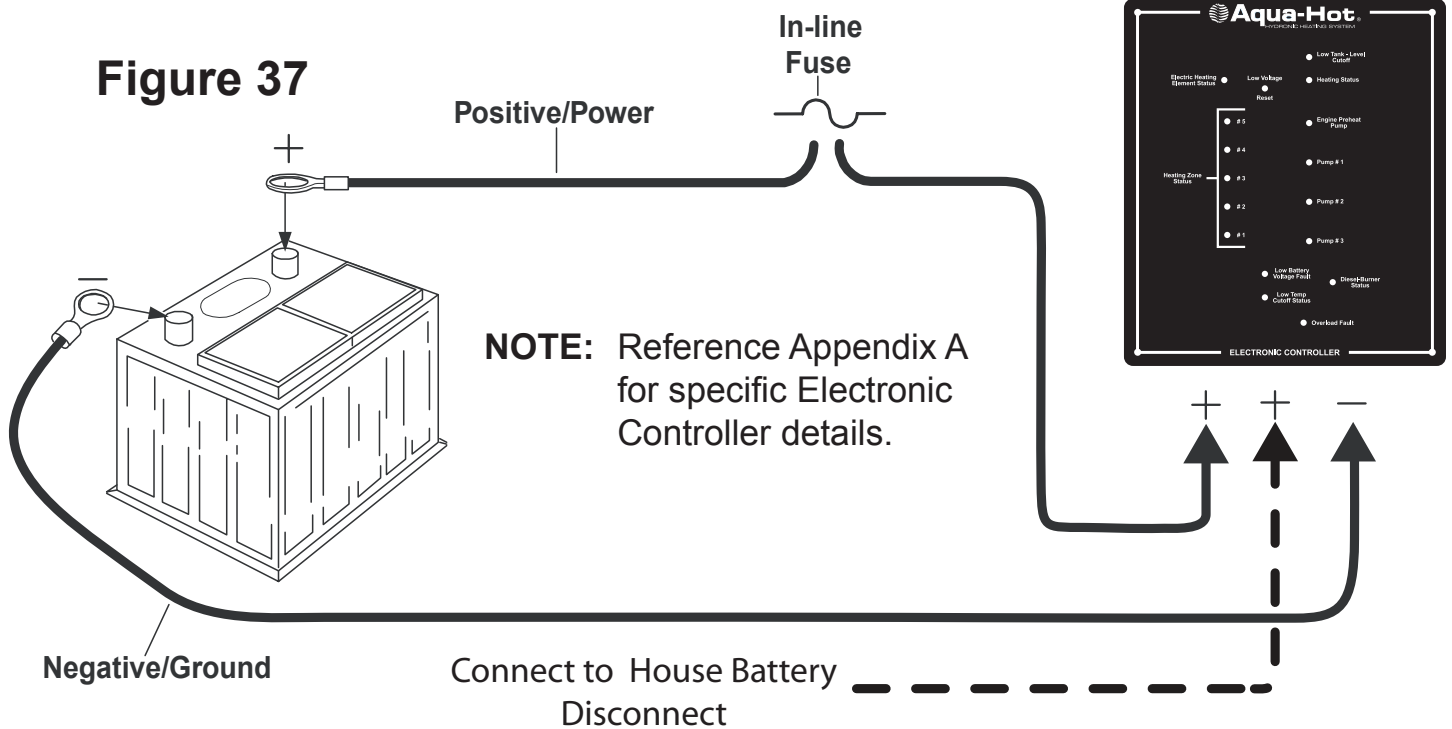 Figure 37
In-line
Fuse
Positive/Power
+
−
NOTE: Reference Appendix A
for specific Electronic
Controller details.
Negative/Ground
Connect to House Battery
Disconnect
Aqua-Hot®
HYDRONIC HEATING SYSTEM
Low Tank - Level
Cutoff
Electric Heating
Element Status
Low Voltage
Reset
Heating Status
# 5
Engine Preheat
Pump
# 4
Pump # 1
Heating Zone
Status
# 3
# 2
Pump # 2
# 1
Pump # 3
Low Battery
Voltage Fault
Diesel-Burner
Status
Low Temp
Cutoff Status
Overload Fault
ELECTRONIC CONTROLLER
+ + −